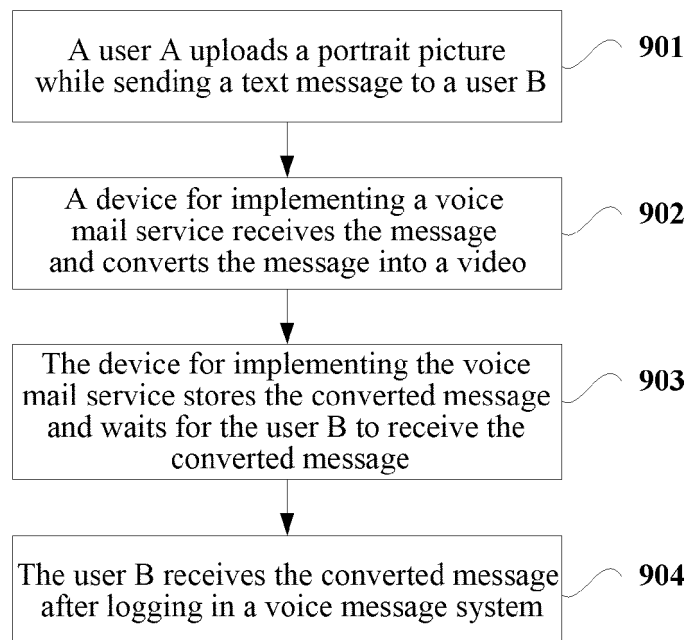 A user A uploads a portrait picture
while sending a text message to a user B
901
A device for implementing a voice
mail service receives the message
and converts the message into a video
902
The device for implementing the voice
mail service stores the converted message
and waits for the user B to receive the
converted message
903
The user B receives the converted message
after logging in a voice message system
904